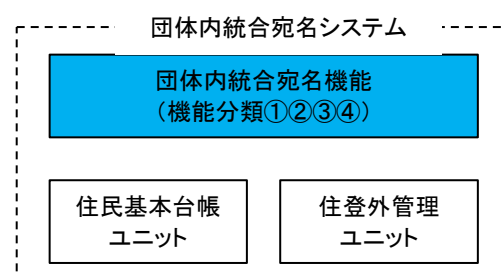 団体内統合宛名システム
団体内統合宛名機能
（機能分類①②③④）
住民基本台帳
ユニット
住登外管理
ユニット